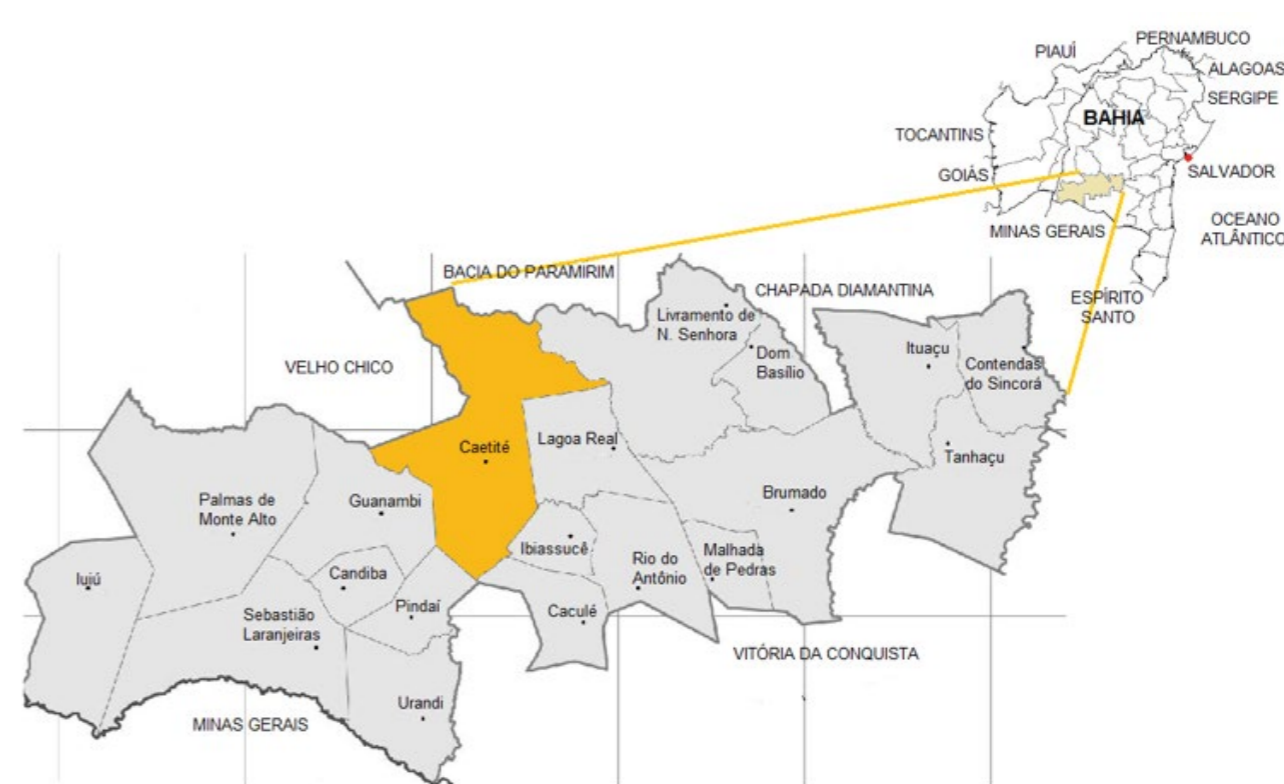 PERNAMBUCO
PIAUÍ
ALAGOAS
SERGIPE
BAHIA
TOCANTINS
GOIÁS
SALVADOR
MINAS GERAIS
OCEANO
ATLÂNTICO
ESPÍRITO
SANTO
BACIA DO PARAMIRIM
CHAPADA DIAMANTINA
VELHO CHICO
Livramento de
N. Senhora
Dom
Basílio
Ituaçu
Contendas
do Sincorá
Caetité
Lagoa Real
Tanhaçu
Palmas de
Monte Alto
Guanambi
Brumado
Iuiú
Candiba
Ibiassucê
Rio do
Antônio
Malhada
de Pedras
Sebastião
Laranjeiras
Pindaí
Caculé
VITÓRIA DA CONQUISTA
Urandi
MINAS GERAIS